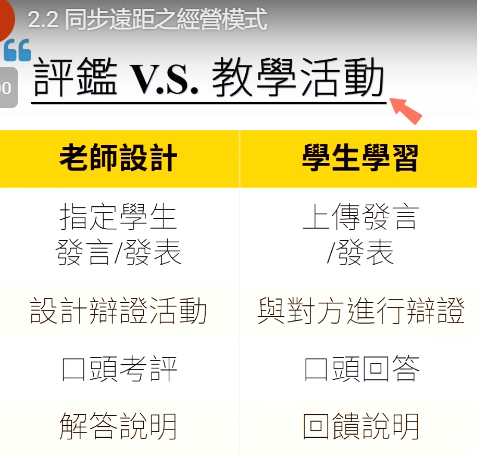 2.2 同步遠距之經營模式
評鑑 V.S. 教學活動
老師設計
學生學習
指定學生
發言/發表
上傳發言
/發表
設計辯證活動
與對方進行辯證
口頭考評
口頭回答
解答說明
回饋說明